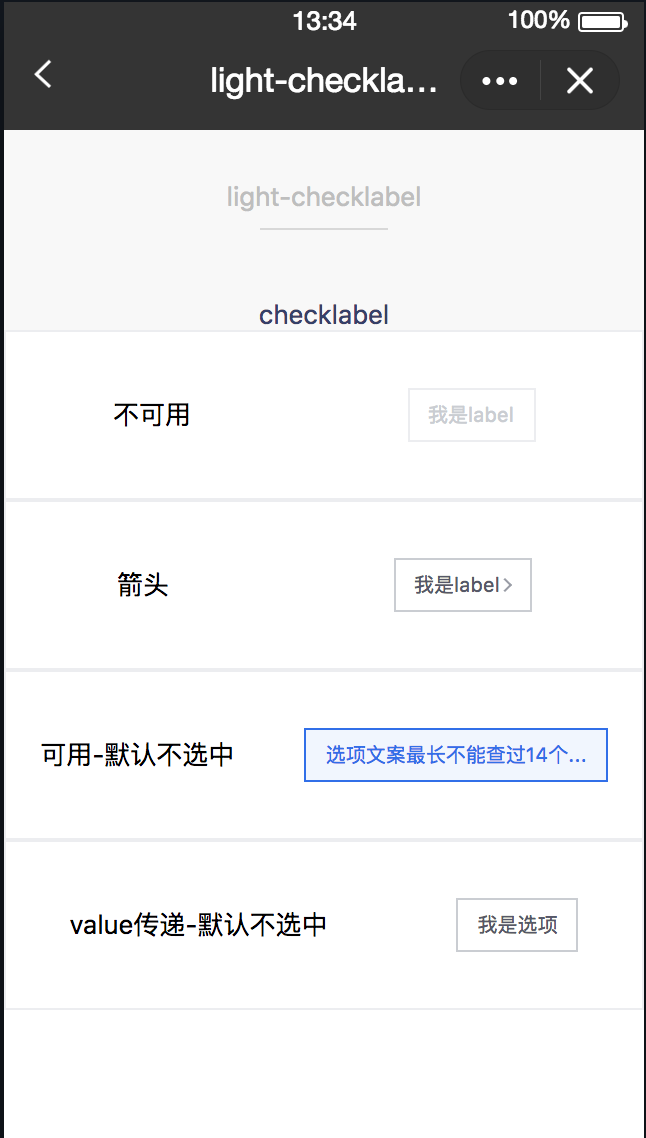 13:34
100%
light-checkla...
light-checklabel
checklabel
不可用
我是label
箭头
我是label
可用-默认不选中
选项文案最长不能查过14个...
value传递-默认不选中
我是选项